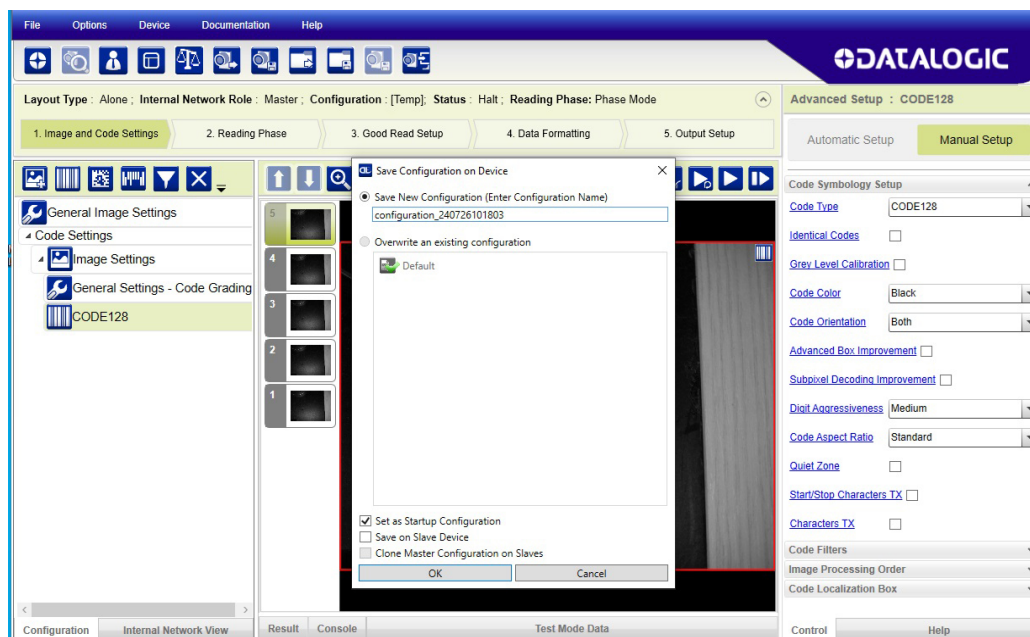 File Options Device Documentation Help
DATALOGIC
Layout Type : Alone ; Internal Network Role : Master ; Configuration : [Temp]; Status : Halt ; Reading Phase: Phase Mode
1. Image and Code Settings 2. Reading Phase 3. Good Read Setup 4. Data Formatting 5. Output Setup
General Image Settings
Code Settings
Image Settings
General Settings - Code Grading
CODE128
5
4
3
2
1
Save Configuration on Device
Save New Configuration (Enter Configuration Name)
configuration_240726101803
Overwrite an existing configuration
Default
Set as Startup Configuration
Save on Slave Device
Clone Master Configuration on Slaves
OK Cancel
Advanced Setup : CODE128
Automatic Setup Manual Setup
Code Symbology Setup
Code Type CODE128
Identical Codes
Grey Level Calibration
Code Color Black
Code Orientation Both
Advanced Box Improvement
Subpixel Decoding Improvement
Digit Aggressiveness Medium
Code Aspect Ratio Standard
Quiet Zone
Start/Stop Characters TX
Characters TX
Code Filters
Image Processing Order
Code Localization Box
Configuration Internal Network View Result Console Test Mode Data Control Help